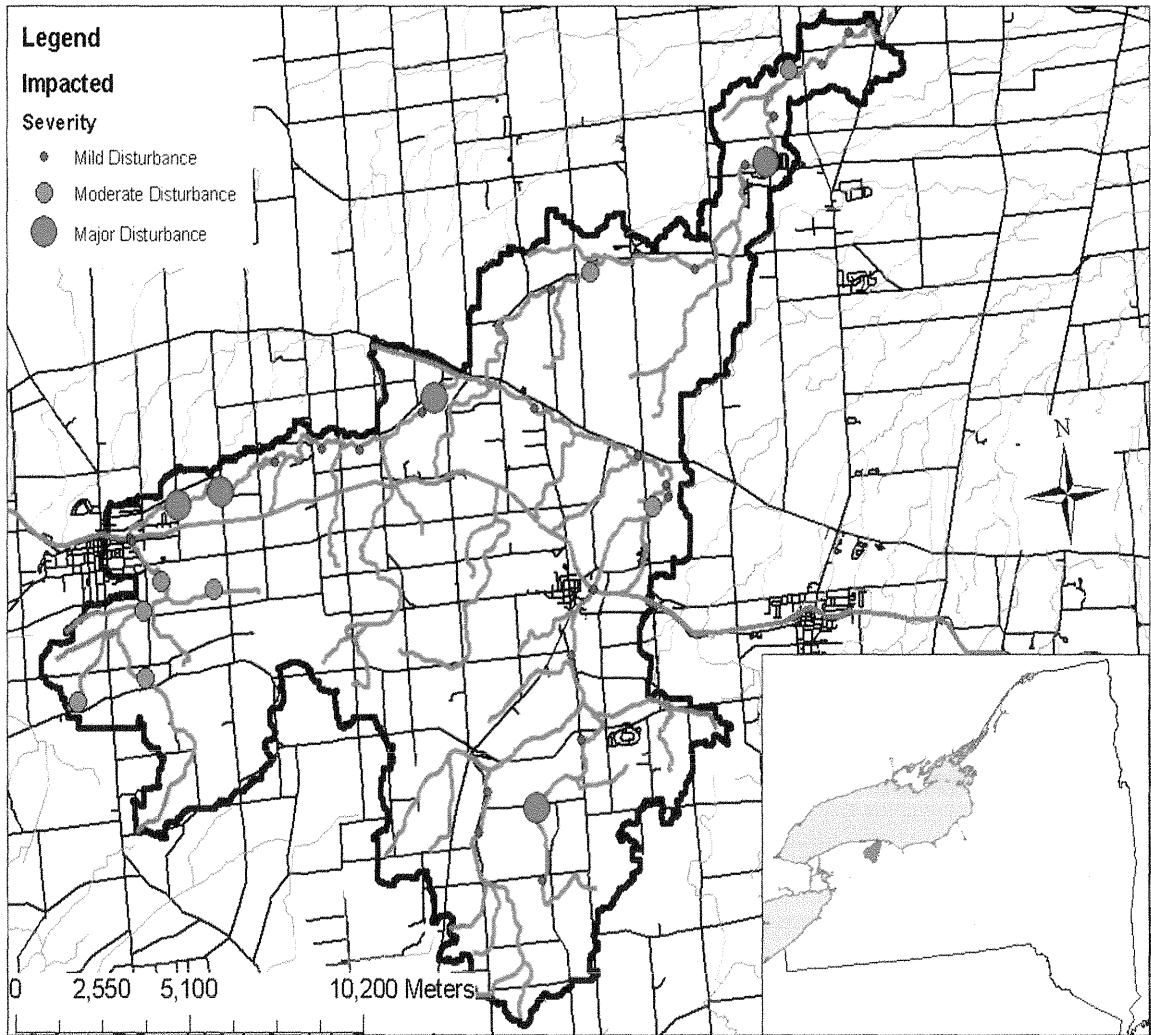 Legend
Impacted
Severity
Mild Disturbance
Moderate Disturbance
Major Disturbance
N
0 2,550 5,100 10,200 Meters